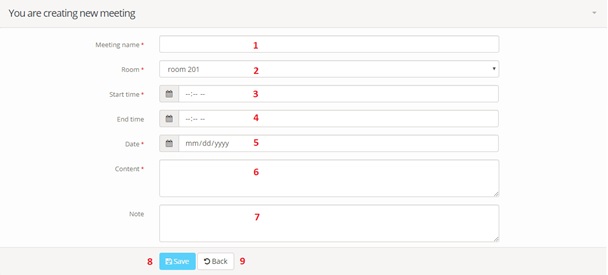 You are creating new meeting
Meeting name * 1
Room * room 201 2
Start time * --:-- -- 3
End time --:-- -- 4
Date * mm/dd/yyyy 5
Content * 6
Note 7
8 Save Back 9